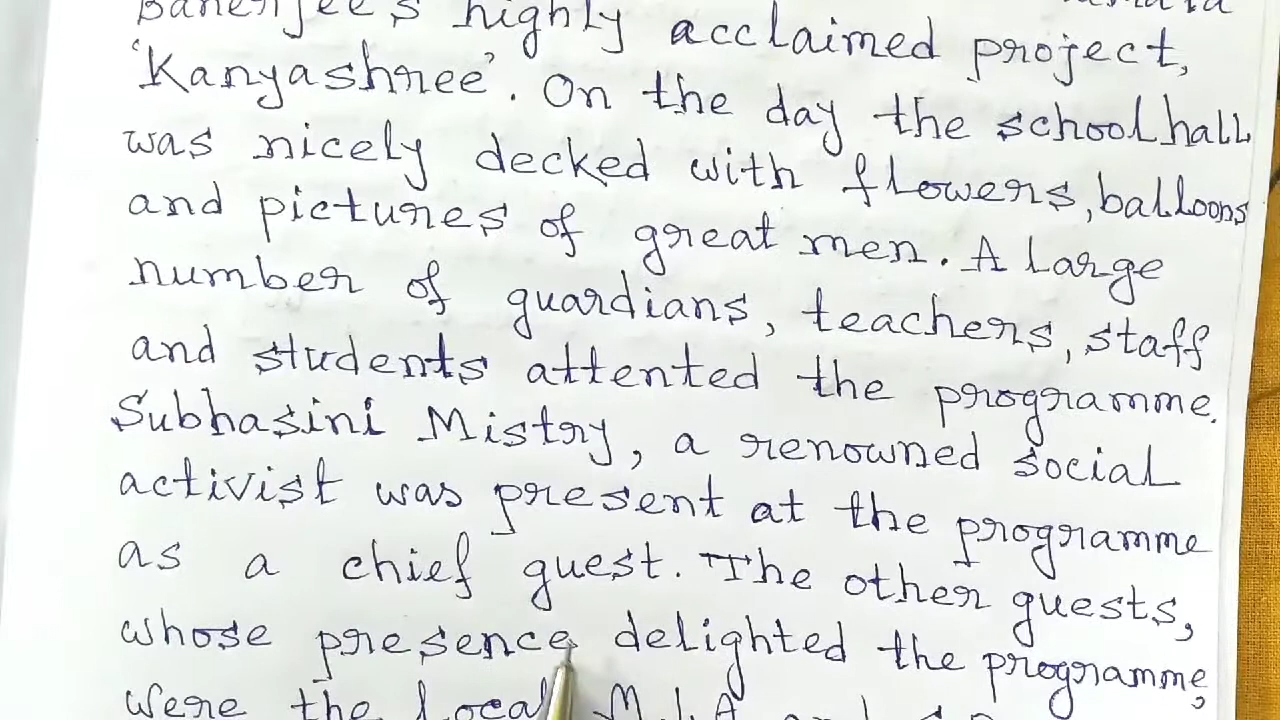 Banerjee's highly acclaimed project,
'Kanyashree'. On the day the school hall
was nicely decked with flowers, balloons
and pictures of great men. A large
number of guardians, teachers, staff
and students attented the programme.
Subhasini Mistry, a renowned social
activist was present at the programme
as a chief guest. The other guests,
whose presence delighted the programme,
were the local M.L.A and